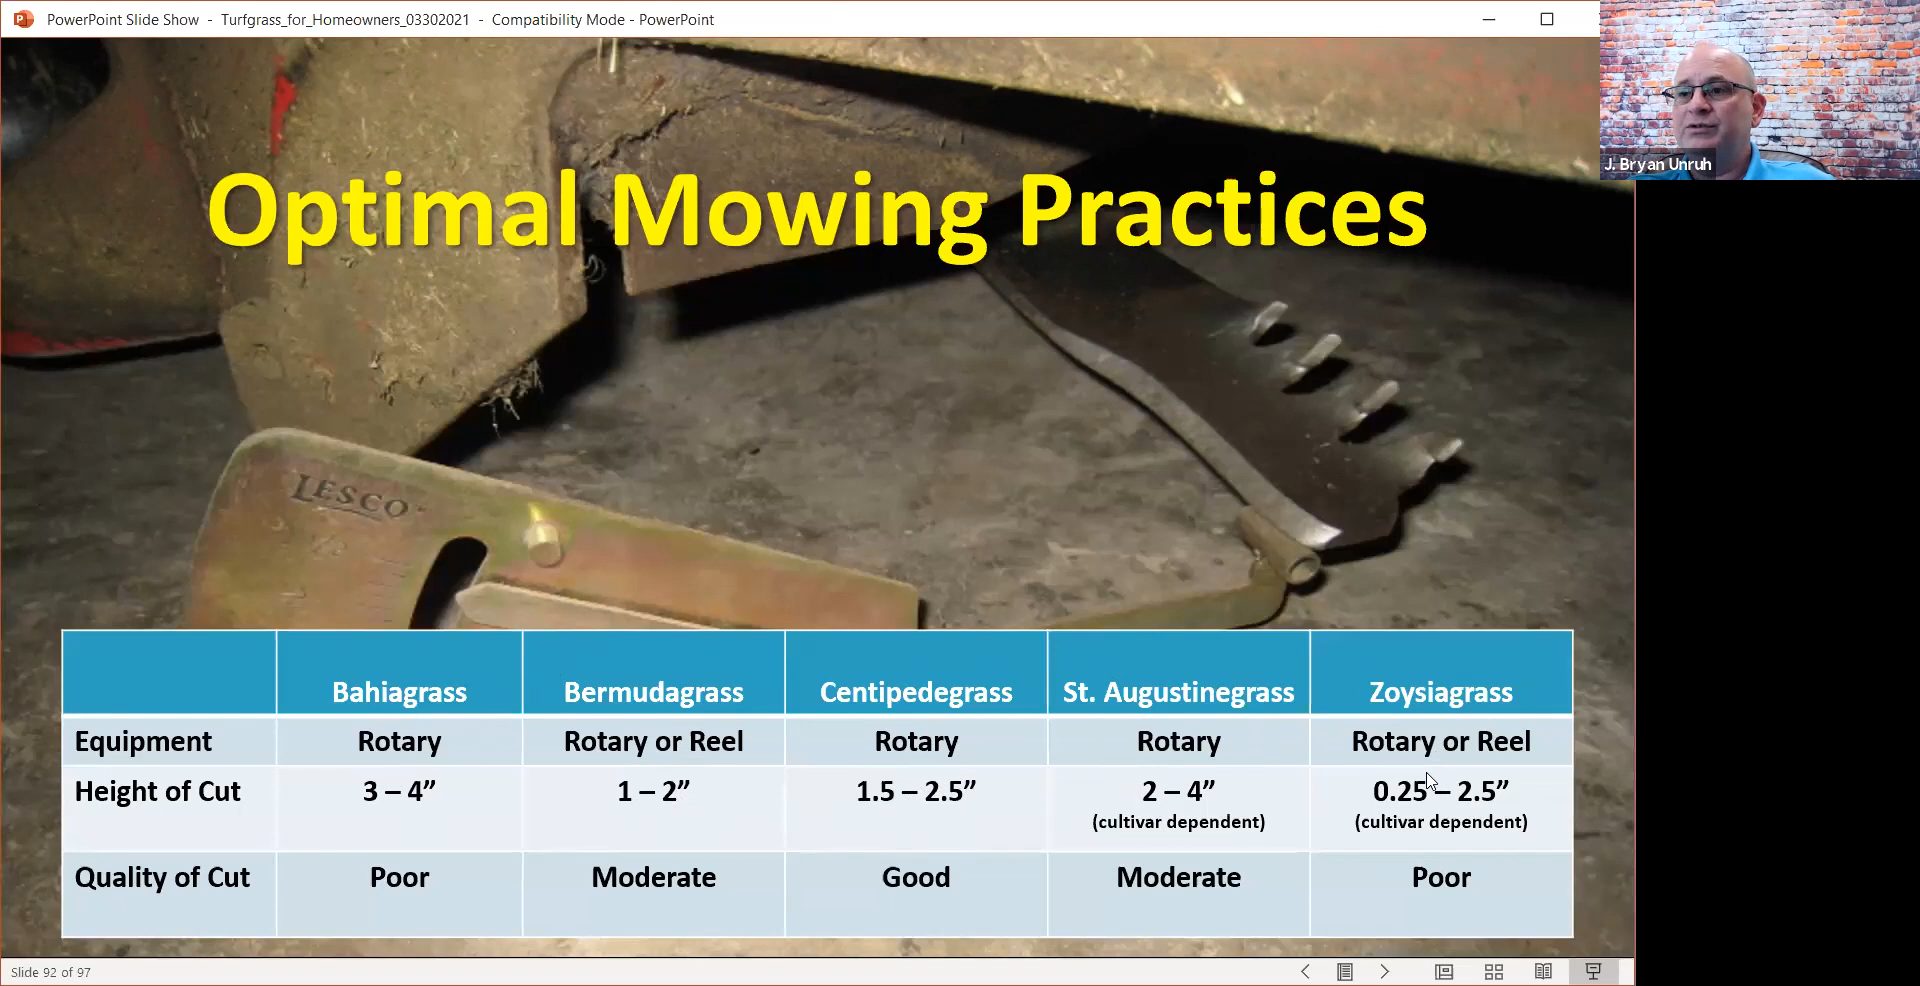 PowerPoint Slide Show - Turfgrass_for_Homeowners_03302021 - Compatibility Mode - PowerPoint
J. Bryan Unruh
Optimal Mowing Practices
LESCO
Bahiagrass Bermudagrass Centipedegrass St. Augustinegrass Zoysiagrass
Equipment Rotary Rotary or Reel Rotary Rotary Rotary or Reel
Height of Cut 3 – 4” 1 – 2” 1.5 – 2.5” 2 – 4” 0.25 – 2.5”
(cultivar dependent) (cultivar dependent)
Quality of Cut Poor Moderate Good Moderate Poor
Slide 92 of 97